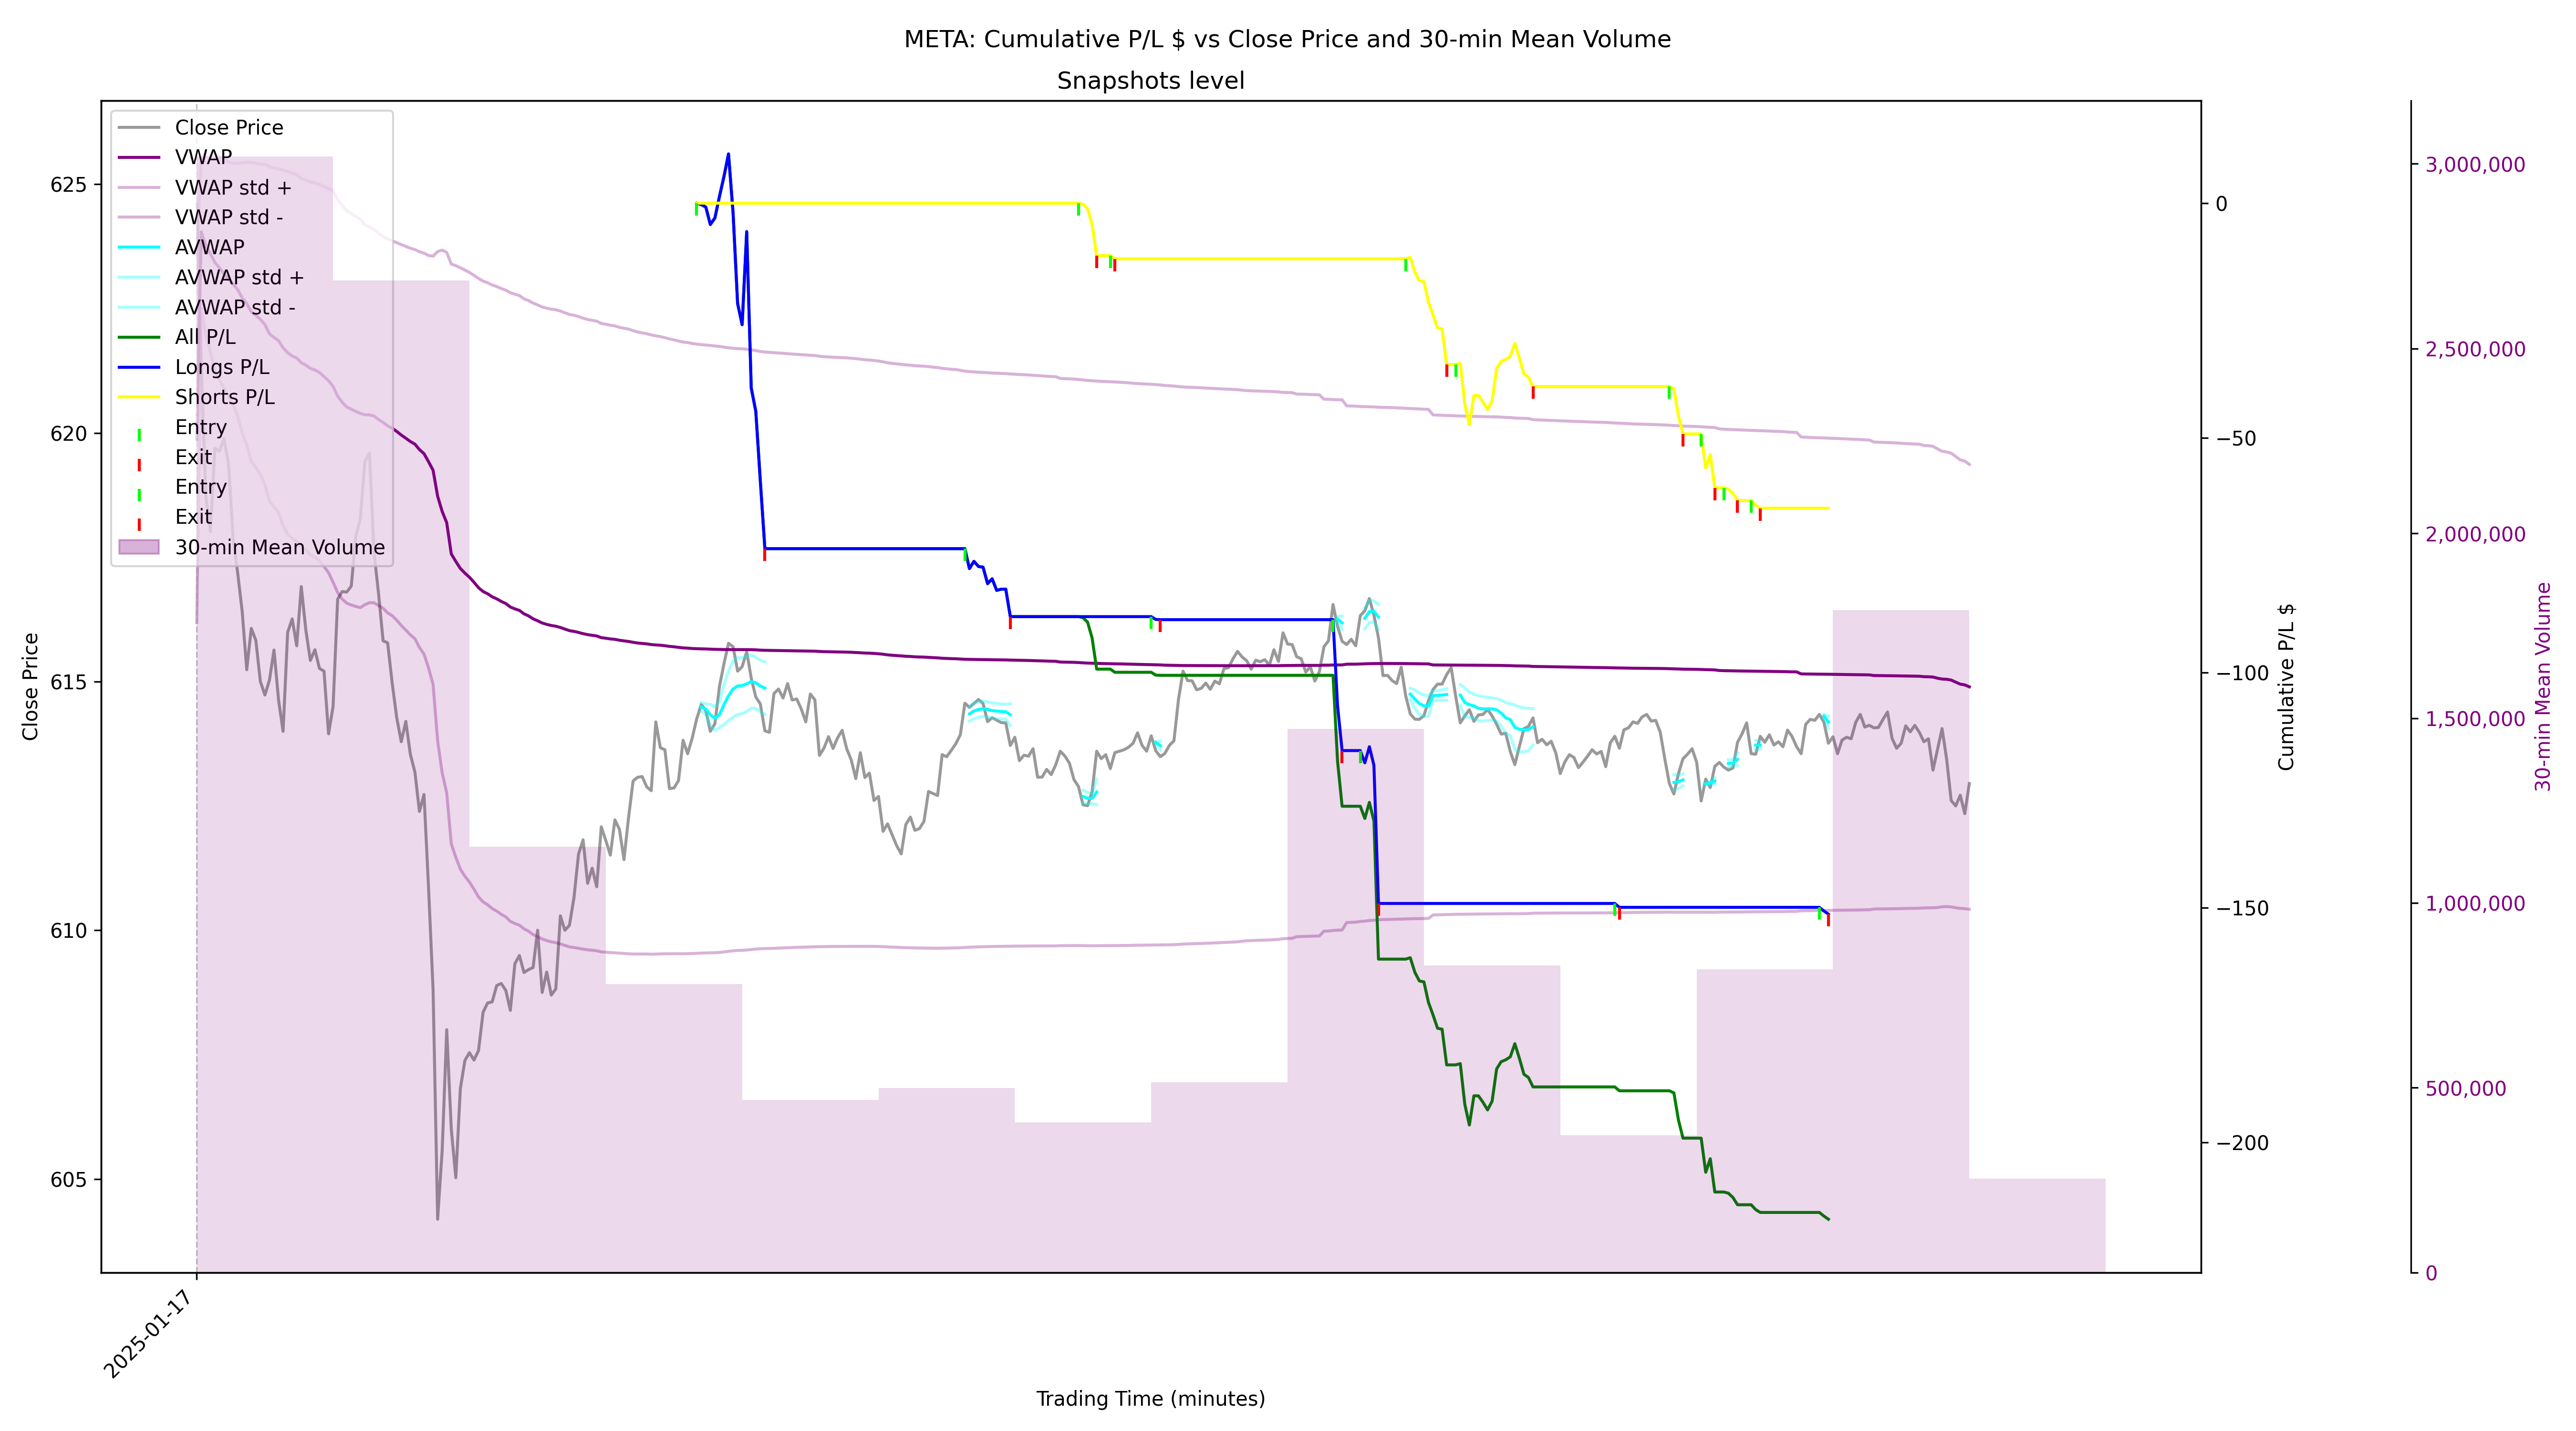 META: Cumulative P/L $ vs Close Price and 30-min Mean Volume
Snapshots level
Close Price
VWAP
VWAP std +
VWAP std -
AVWAP
AVWAP std +
AVWAP std -
All P/L
Longs P/L
Shorts P/L
Entry
Exit
Entry
Exit
30-min Mean Volume
625
620
615
610
605
Close Price
0
−50
−100
−150
−200
Cumulative P/L $
3,000,000
2,500,000
2,000,000
1,500,000
1,000,000
500,000
0
30-min Mean Volume
2025-01-17
Trading Time (minutes)